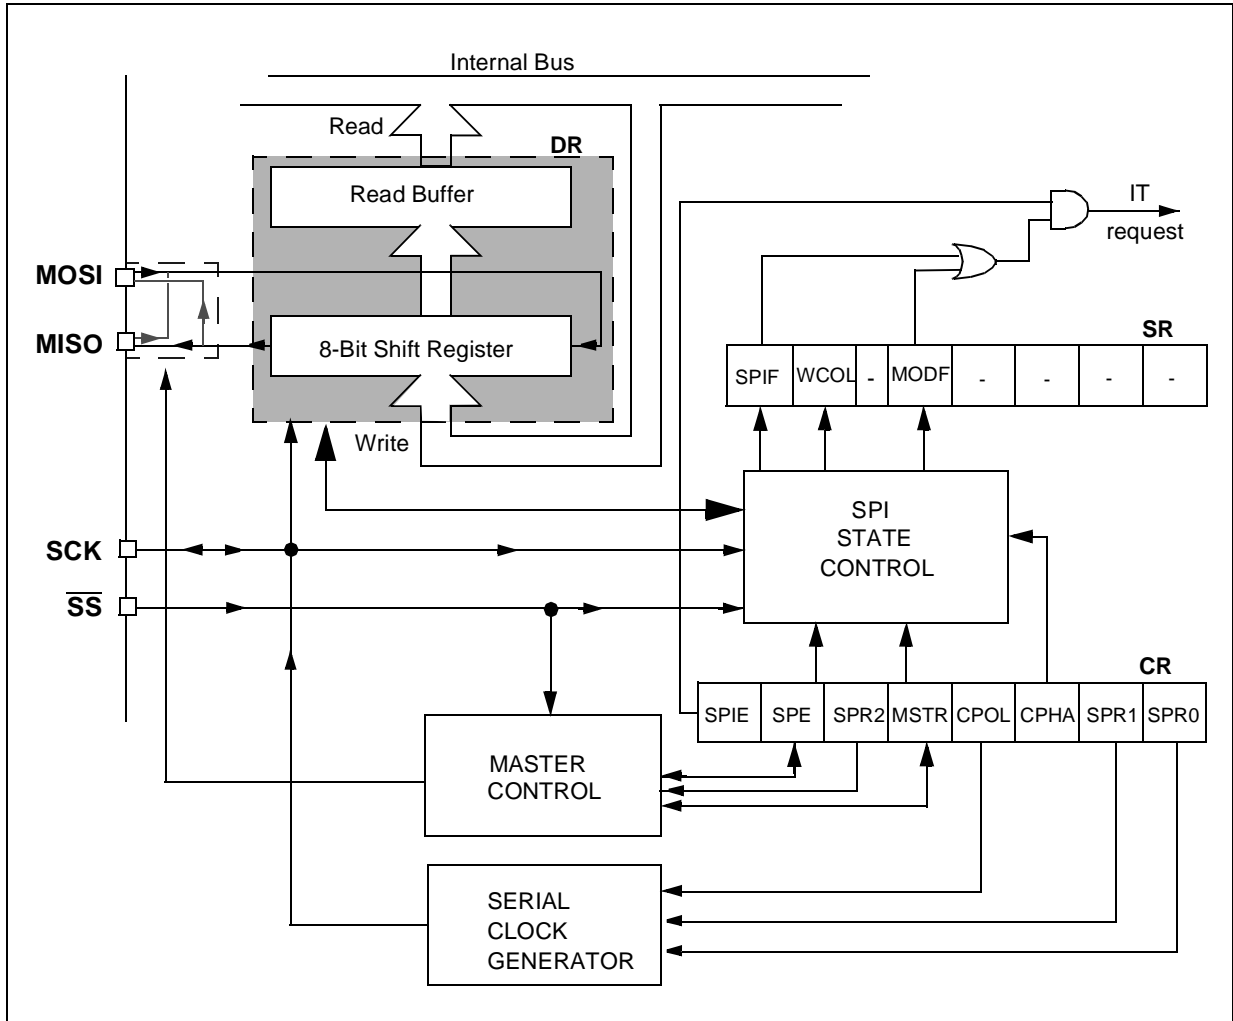 Internal Bus
Read
DR
Read Buffer
IT
request
MOSI
MISO
8-Bit Shift Register
SR
SPIF WCOL - MODF - - - -
Write
SPI
STATE
CONTROL
SCK
SS
CR
SPIE SPE SPR2 MSTR CPOL CPHA SPR1 SPR0
MASTER
CONTROL
SERIAL
CLOCK
GENERATOR